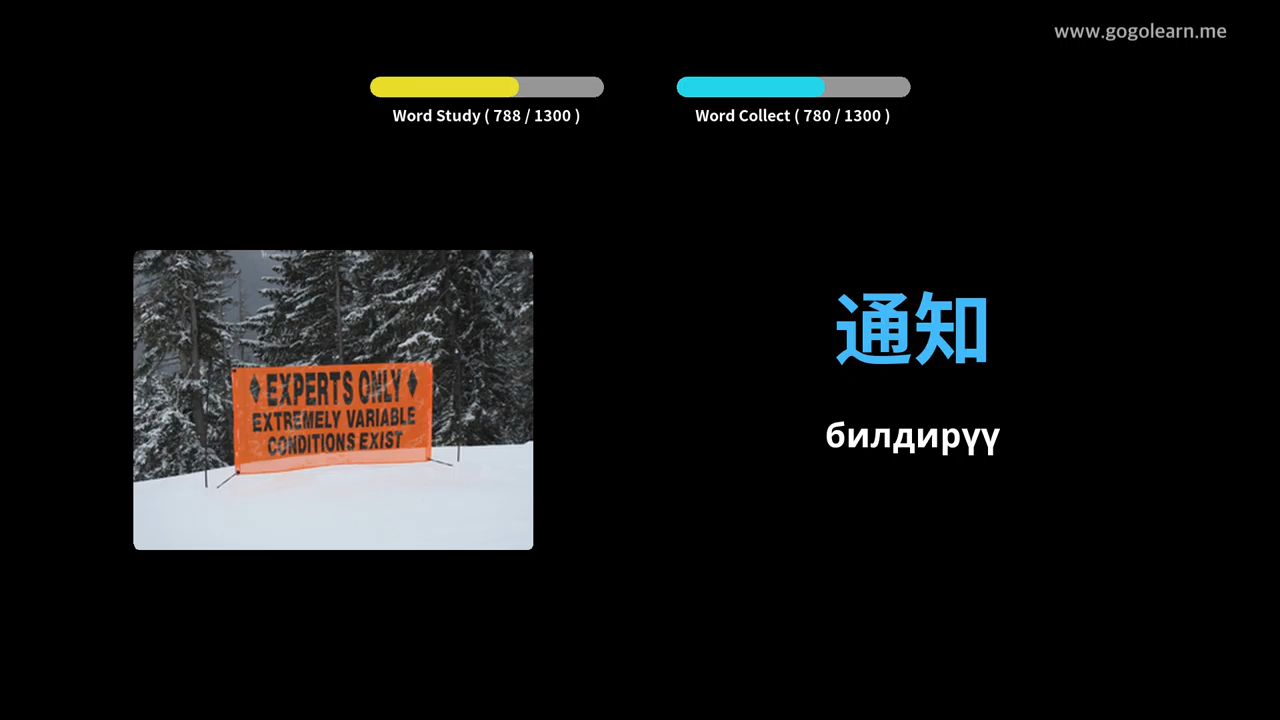 www.gogolearn.me
Word Study ( 788 / 1300 )
Word Collect ( 780 / 1300 )
EXPERTS ONLY
EXTREMELY VARIABLE
CONDITIONS EXIST
通知
билдирүү